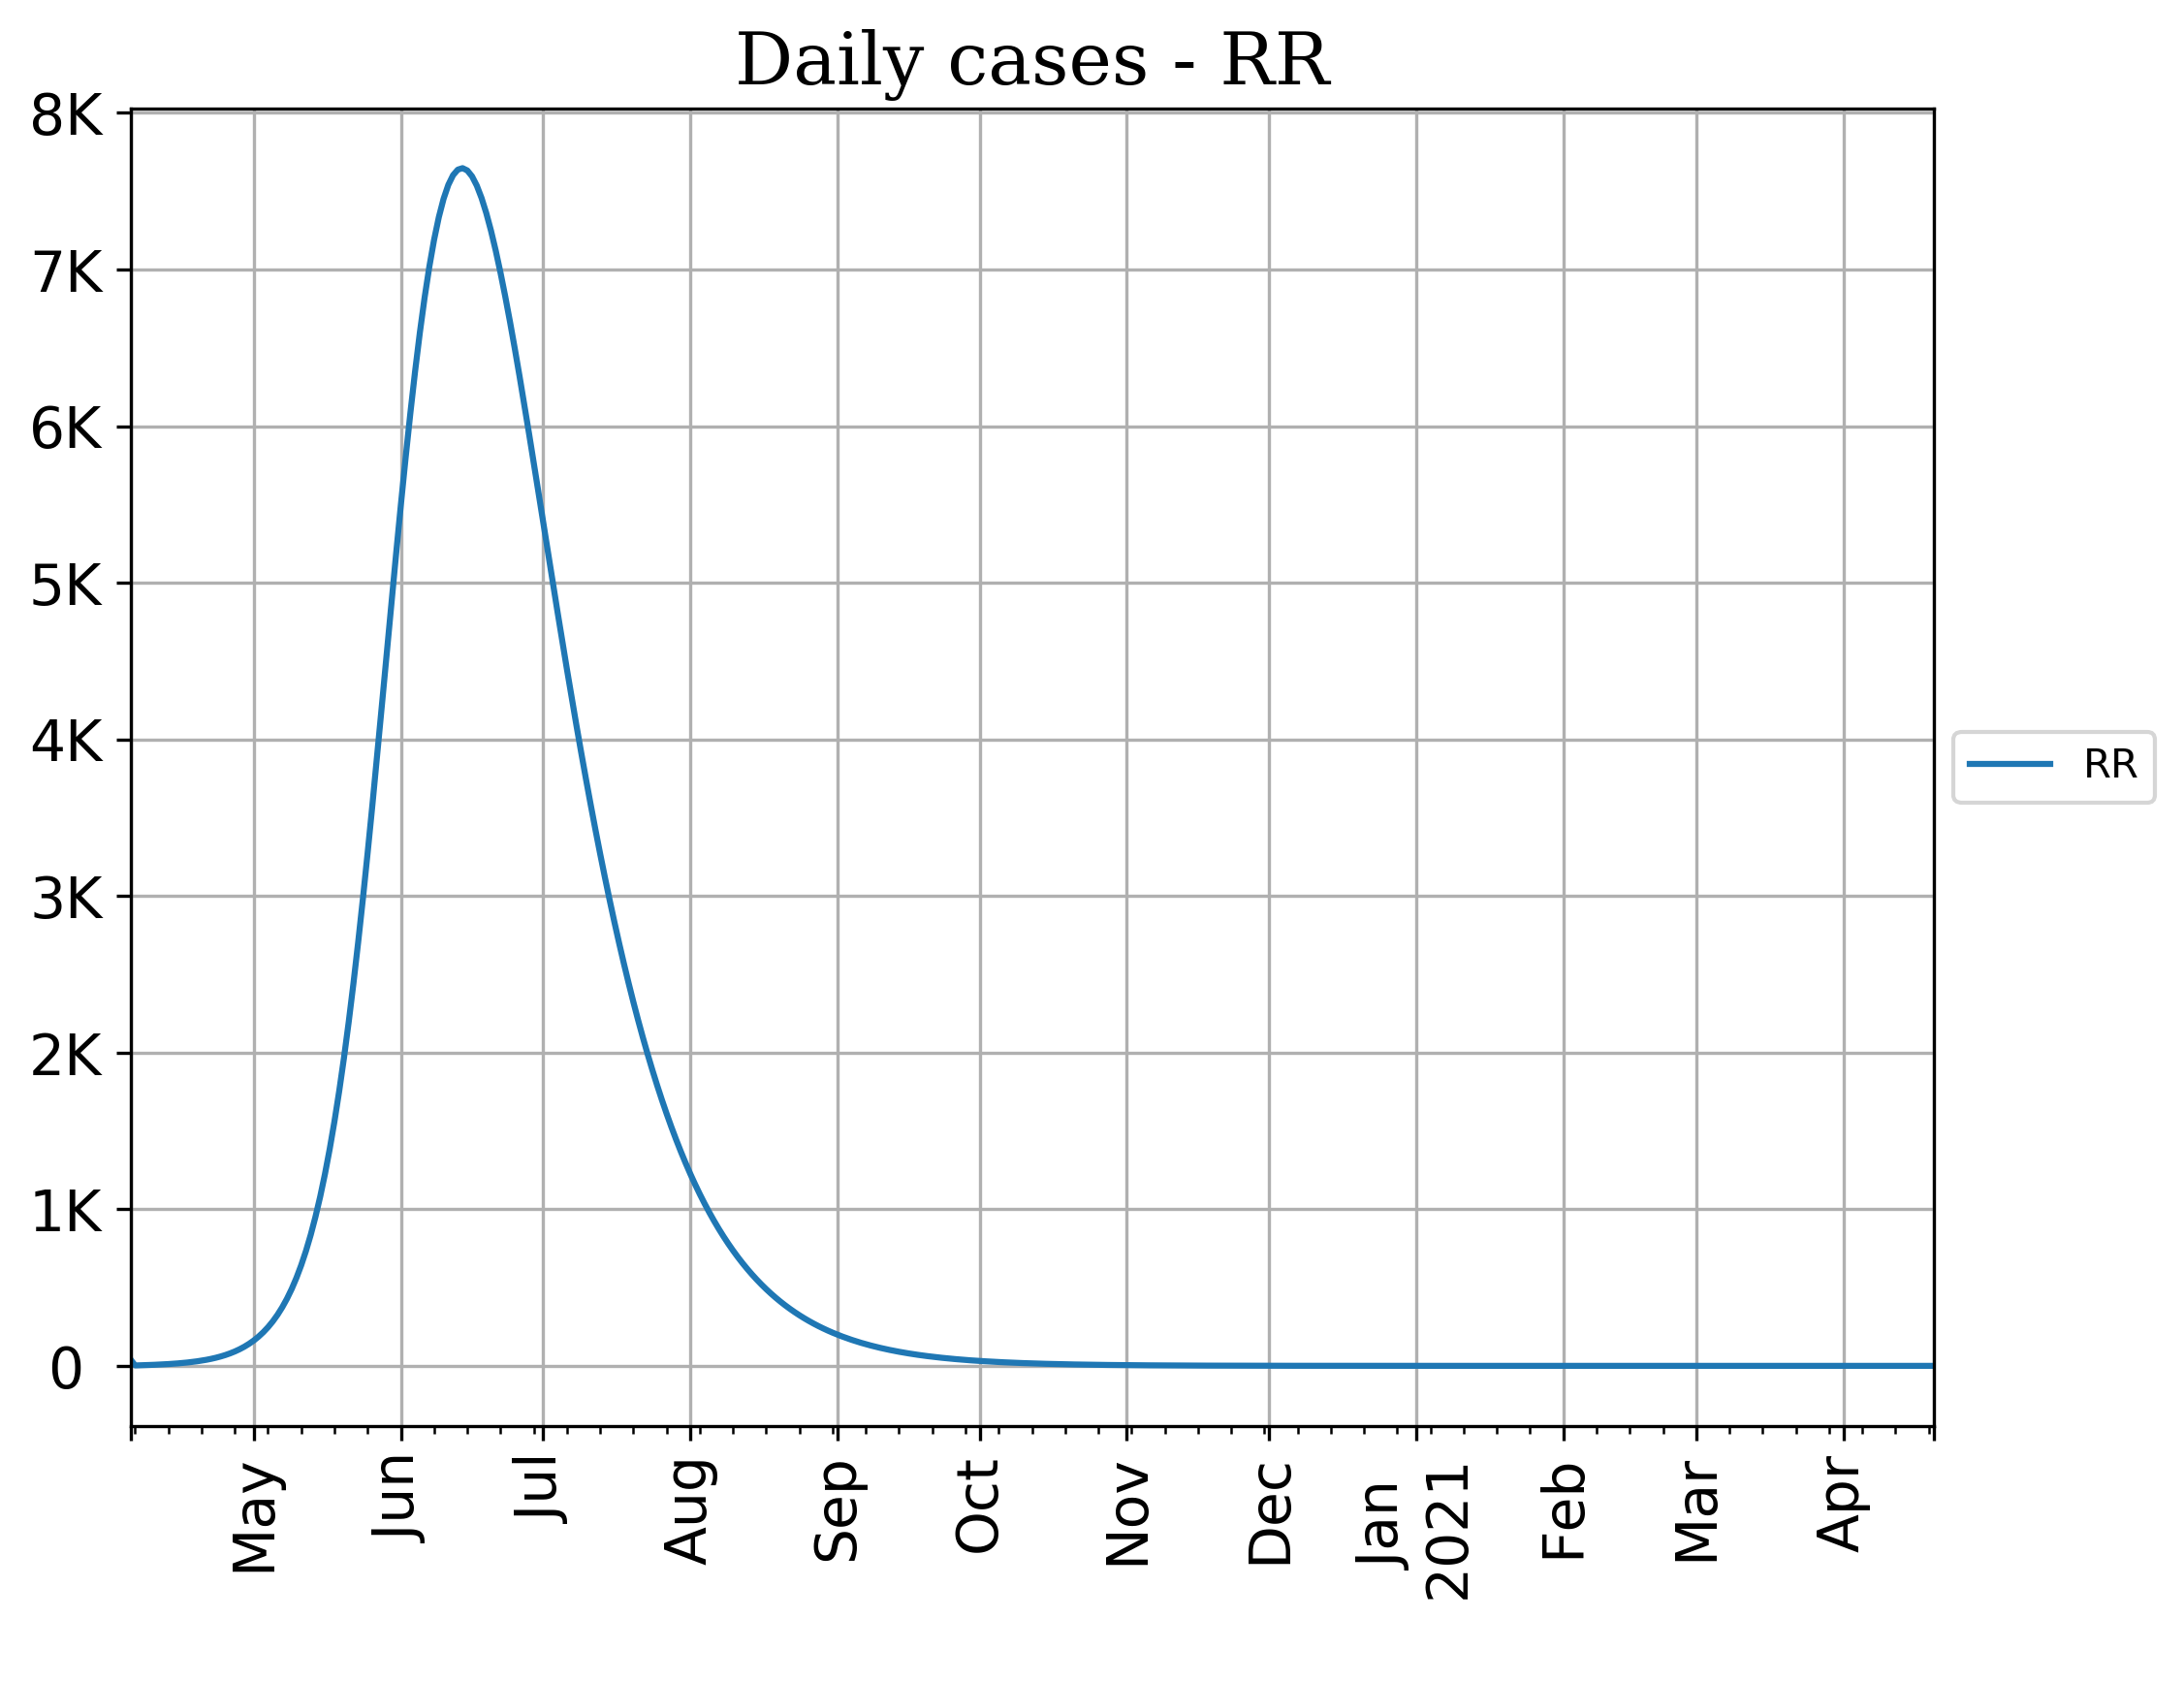 Daily cases - RR
8K
7K
6K
5K
4K
3K
2K
1K
0
RR
May
Jun
Jul
Aug
Sep
Oct
Nov
Dec
Jan
2021
Feb
Mar
Apr